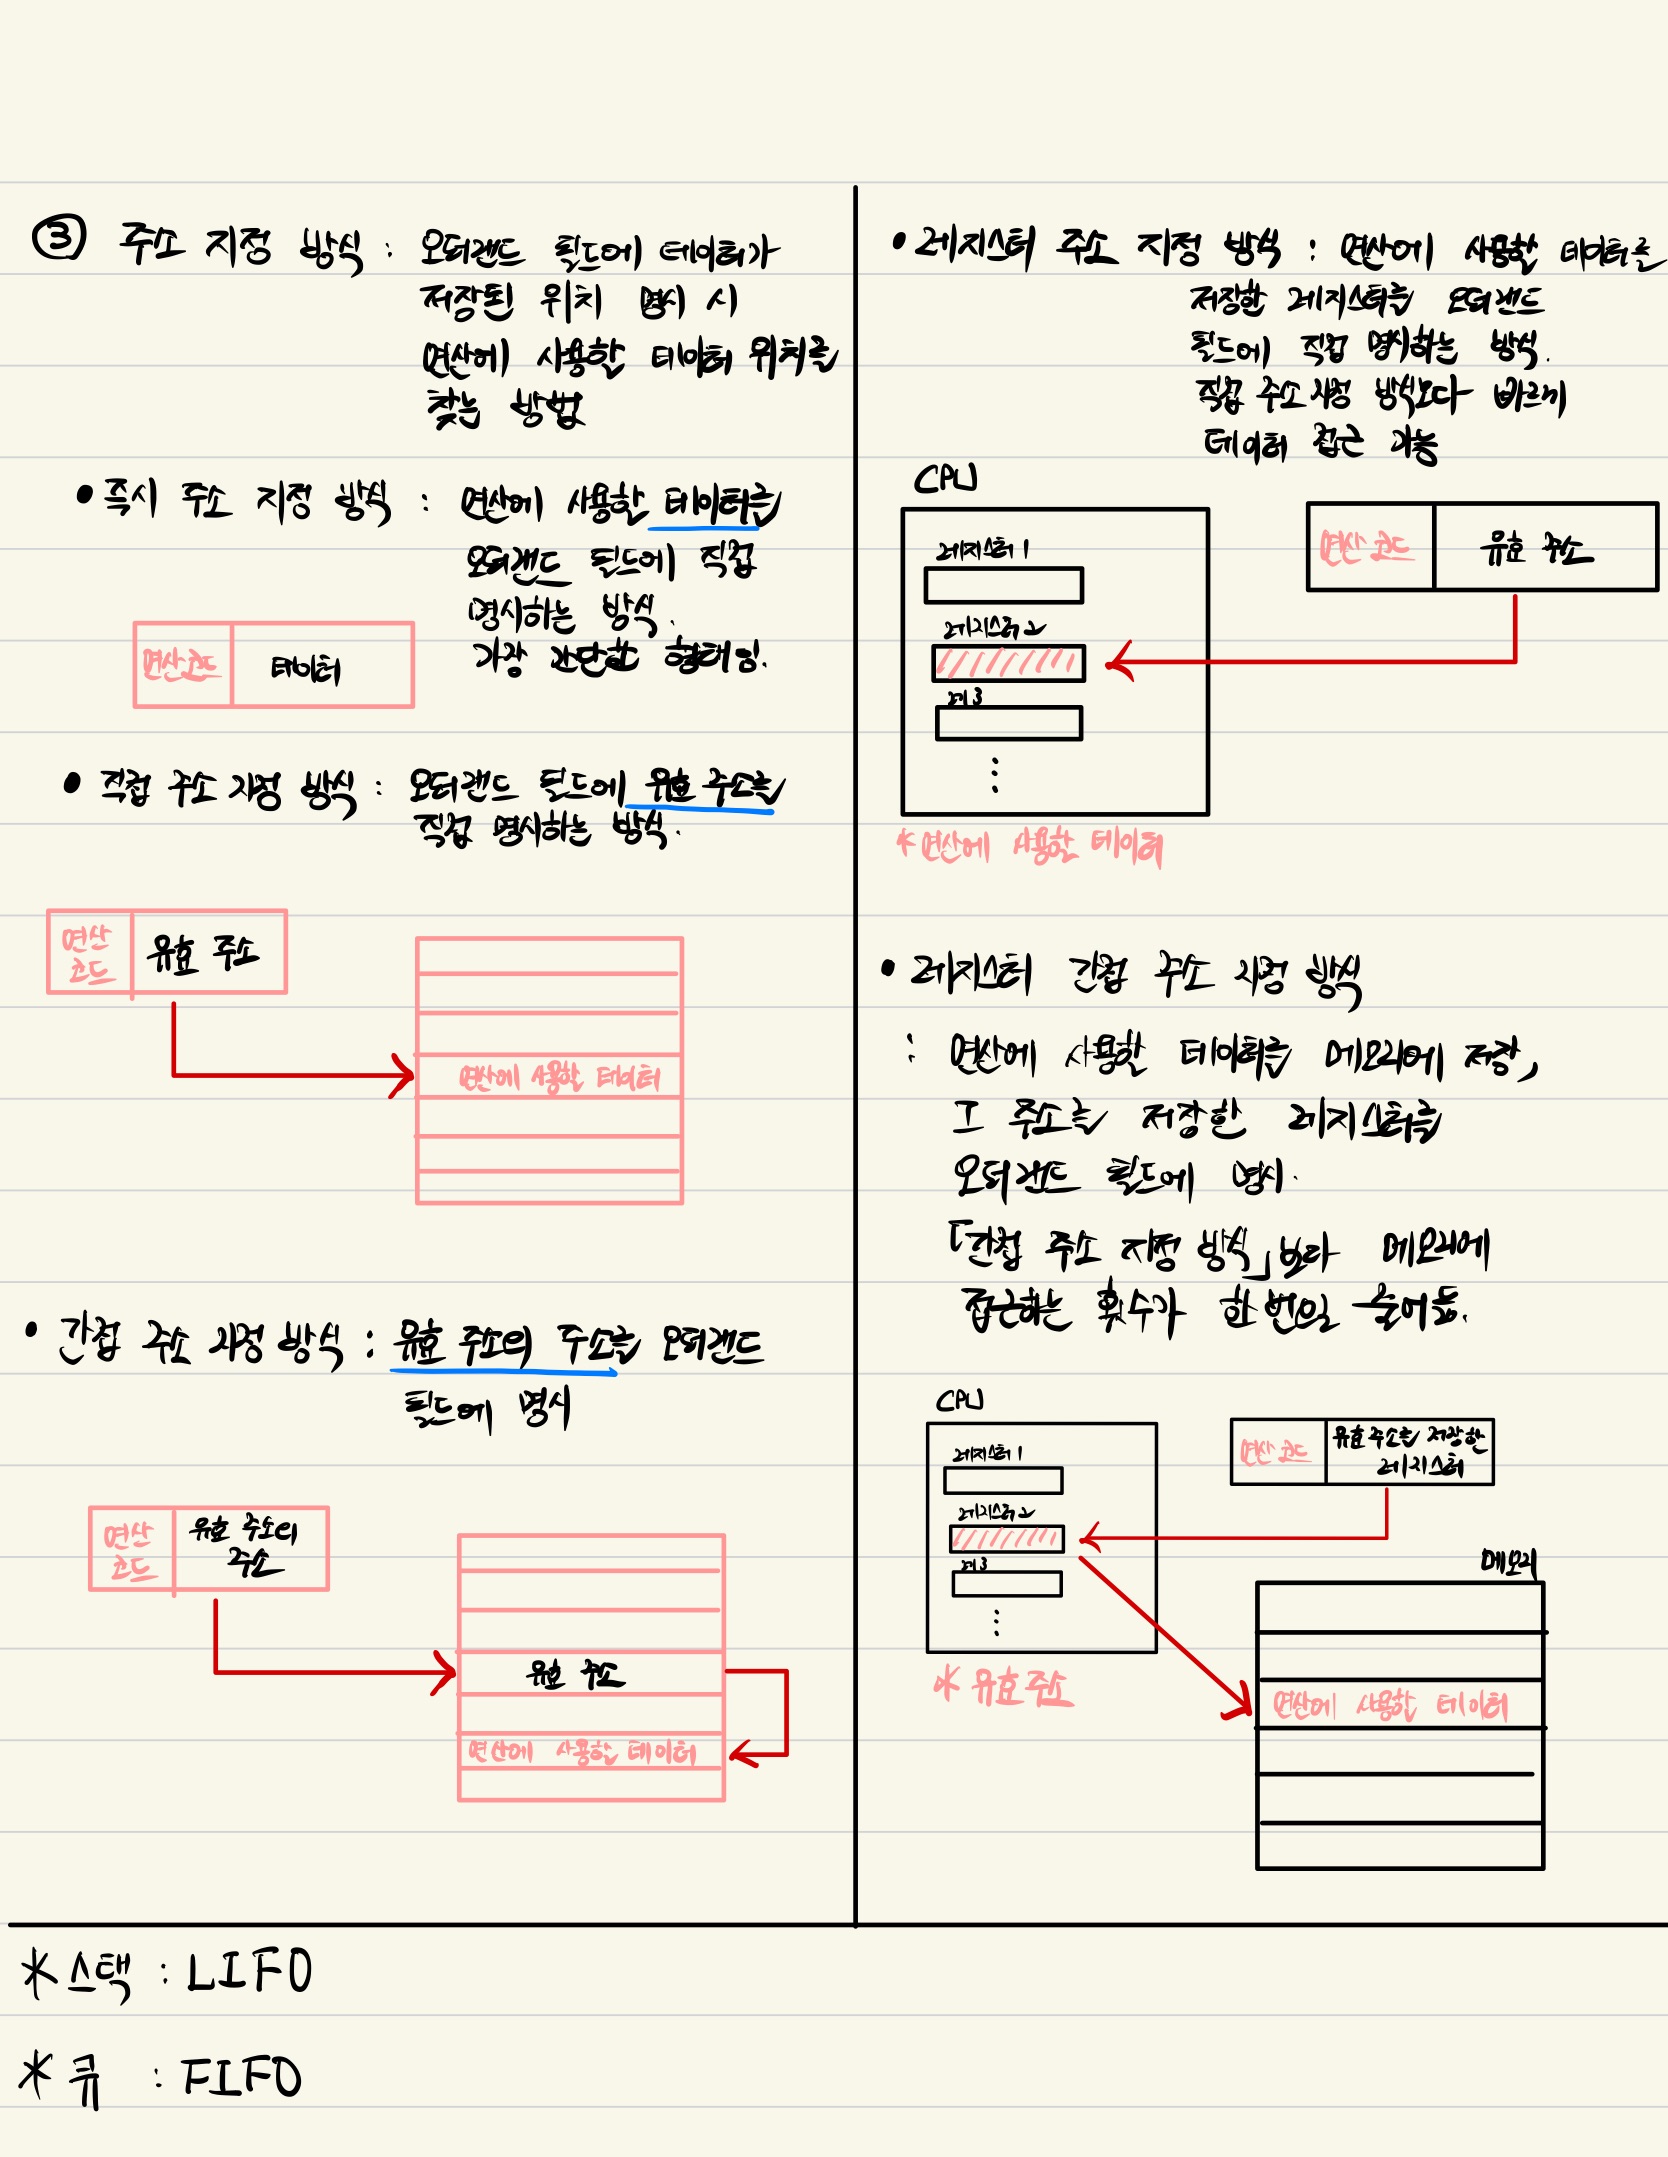 ③ 주소 지정 방식 : 오퍼랜드 필드에 데이터가
저장된 위치 명시 시
연산에 사용할 데이터 위치를
찾는 방법
• 즉시 주소 지정 방식 : 연산에 사용할 데이터를
오퍼랜드 필드에 직접
명시하는 방식.
가장 간단한 형태임.
연산코드
데이터
• 직접 주소 지정 방식 : 오퍼랜드 필드에 유효 주소를
직접 명시하는 방식.
연산
코드
유효 주소
연산에 사용할 데이터
• 간접 주소 지정 방식 : 유효 주소의 주소를 오퍼랜드
필드에 명시
연산
코드
유효 주소의
주소
유효 주소
연산에 사용할 데이터
• 레지스터 주소 지정 방식 : 연산에 사용할 데이터를
저장한 레지스터를 오퍼랜드
필드에 직접 명시하는 방식.
직접 주소 지정 방식보다 빠르게
데이터 접근 가능
CPU
레지스터 1
레지스터 2
레 3
⋮
연산 코드
유효 주소
* 연산에 사용할 데이터
• 레지스터 간접 주소 지정 방식
: 연산에 사용할 데이터를 메모리에 저장,
그 주소를 저장한 레지스터를
오퍼랜드 필드에 명시.
「간접 주소 지정 방식」보다 메모리에
접근하는 횟수가 한 번으로 줄어듦.
CPU
레지스터 1
레지스터 2
레 3
⋮
연산 코드
유효 주소를 저장한
레지스터
메모리
* 유효 주소
연산에 사용할 데이터
* 스택 : LIFO
* 큐 : FIFO